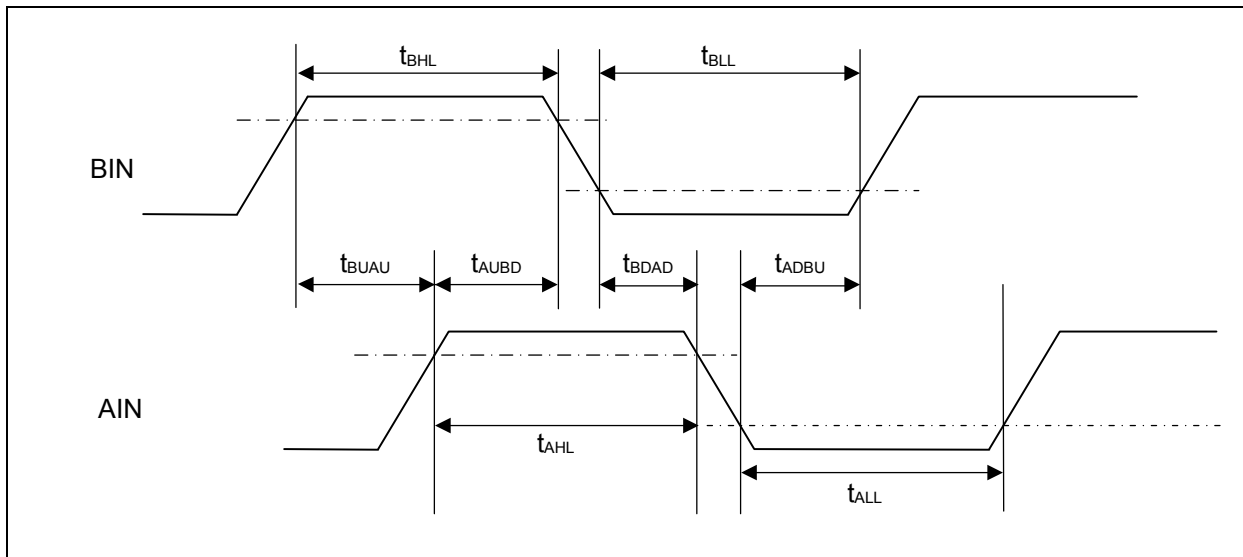 tBHL
tBLL
BIN
tBUAU
tAUBD
tBDAD
tADBU
AIN
tAHL
tALL